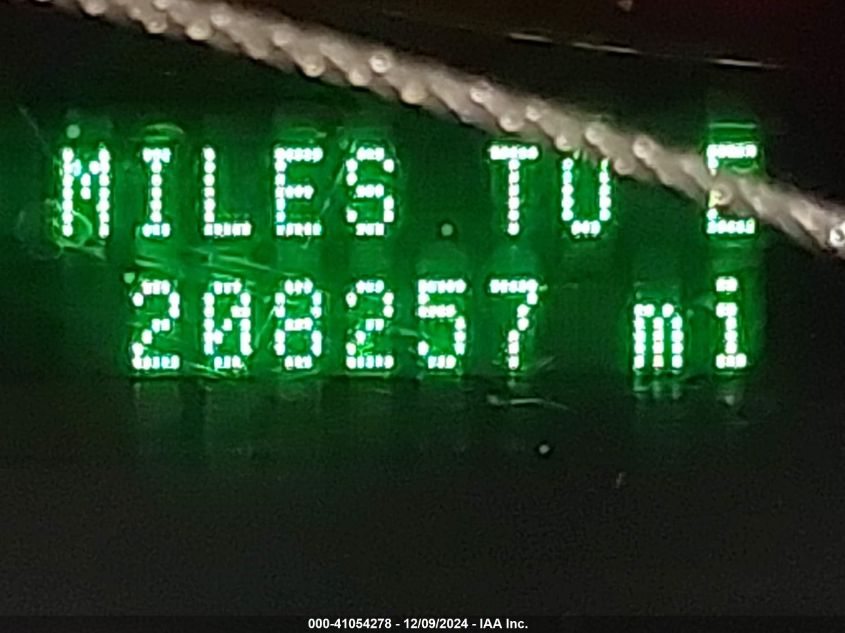 MILES TO E
208257 mi
000-41054278 - 12/09/2024 - IAA Inc.